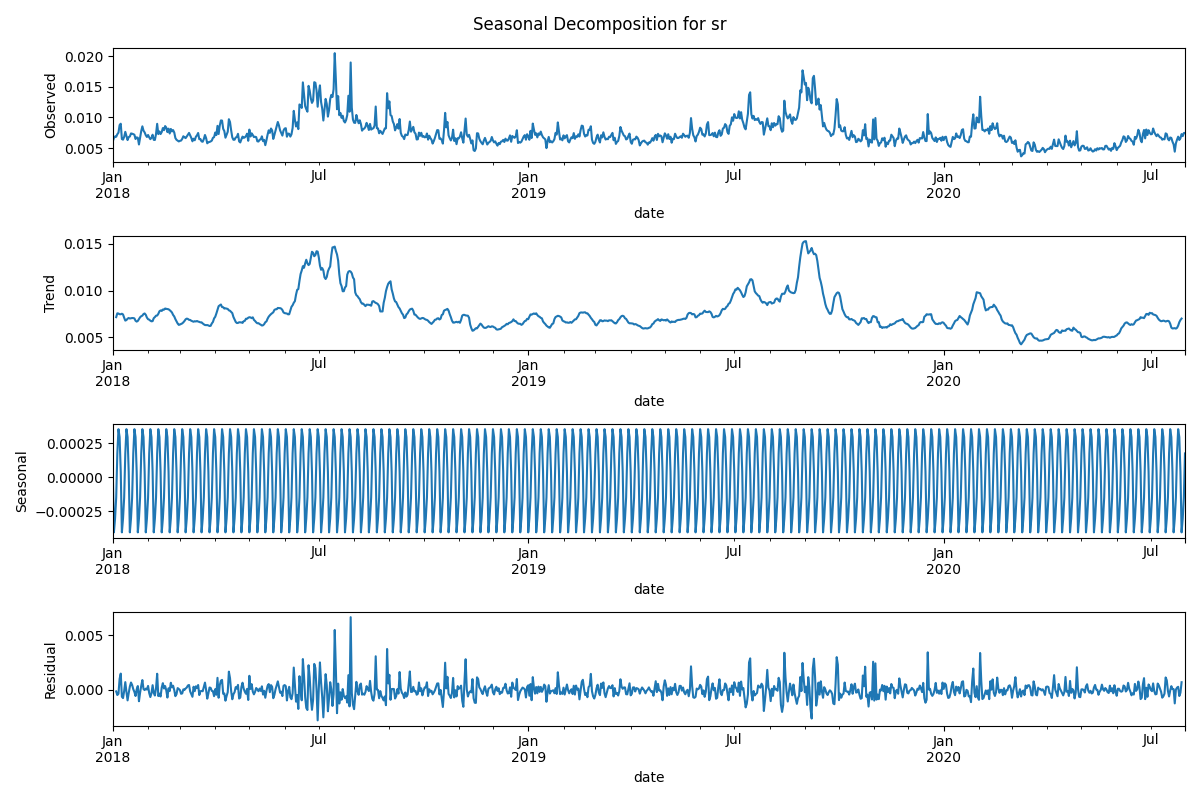 Seasonal Decomposition for sr
Observed
0.020
0.015
0.010
0.005
Jan
2018
Jul
Jan
2019
Jul
Jan
2020
Jul
date
Trend
0.015
0.010
0.005
Jan
2018
Jul
Jan
2019
Jul
Jan
2020
Jul
date
Seasonal
0.00025
0.00000
−0.00025
Jan
2018
Jul
Jan
2019
Jul
Jan
2020
Jul
date
Residual
0.005
0.000
Jan
2018
Jul
Jan
2019
Jul
Jan
2020
Jul
date